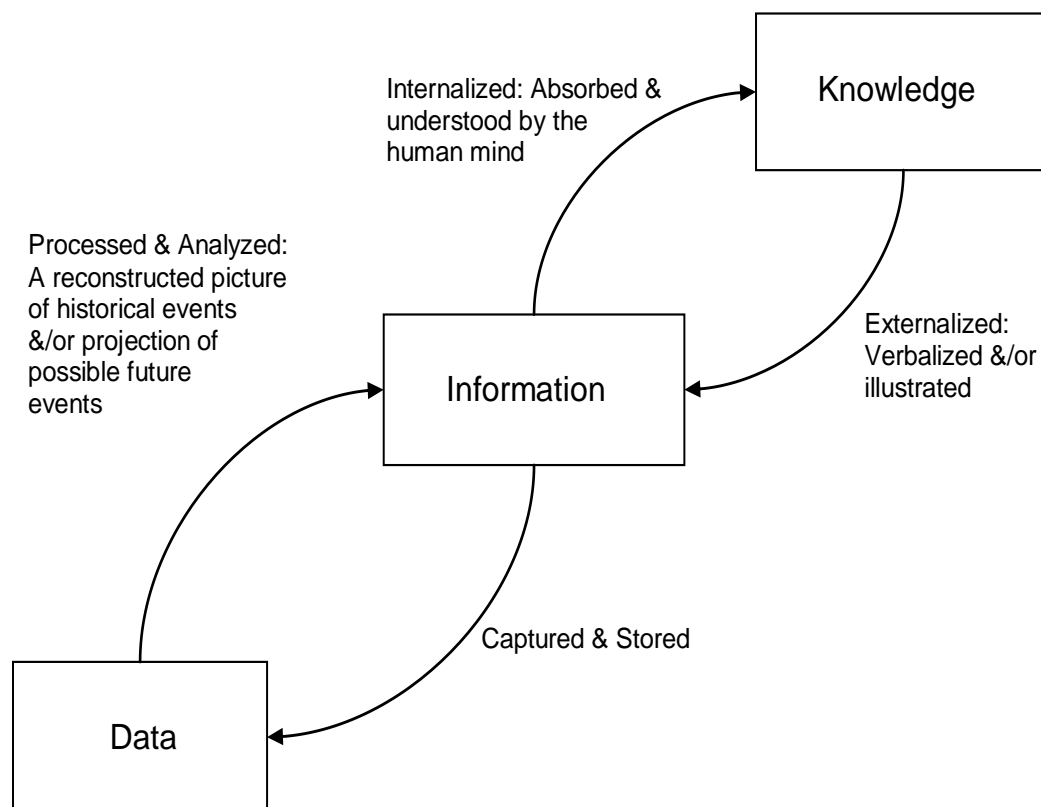 Internalized: Absorbed &
understood by the
human mind
Knowledge
Processed & Analyzed:
A reconstructed picture
of historical events
&/or projection of
possible future
events
Externalized:
Verbalized &/or
illustrated
Information
Captured & Stored
Data